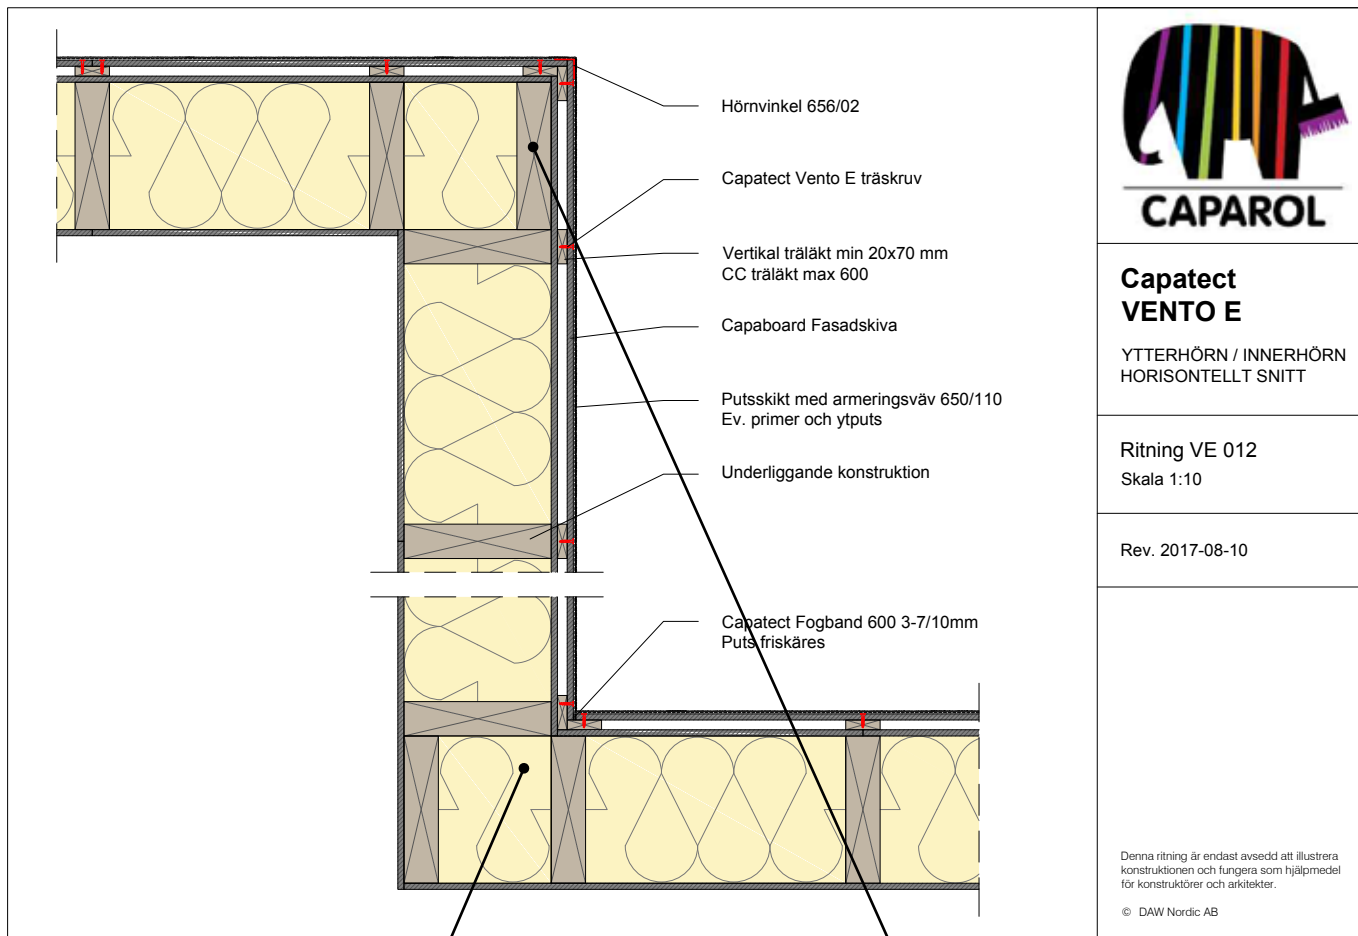 Hörnvinkel 656/02
Capatect Vento E träskruv
Vertikal träläkt min 20x70 mm
CC träläkt max 600
Capaboard Fasadskiva
Putsskikt med armeringsväv 650/110
Ev. primer och ytputs
Underliggande konstruktion
Capatect Fogband 600 3-7/10mm
Puts friskäres
CAPAROL
Capatect
VENTO E
YTTERHÖRN / INNERHÖRN
HORISONTELLT SNITT
Ritning VE 012
Skala 1:10
Rev. 2017-08-10
Denna ritning är endast avsedd att illustrera
konstruktionen och fungera som hjälpmedel
för konstruktörer och arkitekter.
© DAW Nordic AB